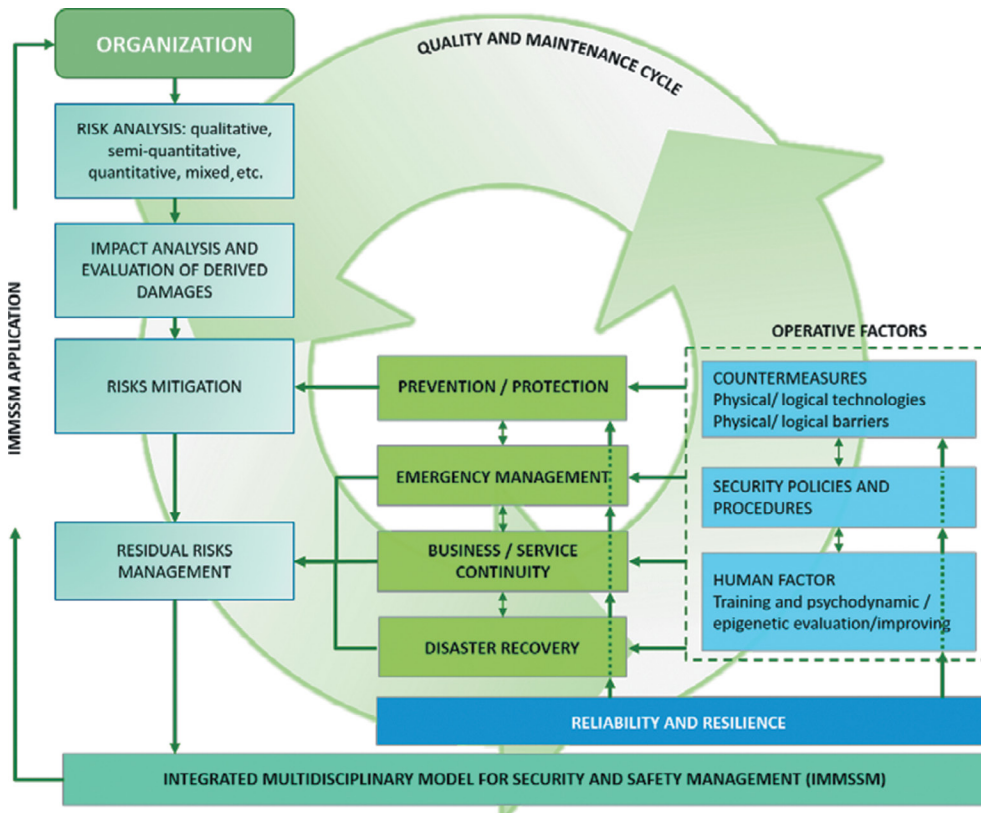 ORGANIZATION
QUALITY AND MAINTENANCE CYCLE
RISK ANALYSIS: qualitative,
semi-quantitative,
quantitative, mixed, etc.
IMPACT ANALYSIS AND
EVALUATION OF DERIVED
DAMAGES
IMMSSM APPLICATION
RISKS MITIGATION
RESIDUAL RISKS
MANAGEMENT
PREVENTION / PROTECTION
EMERGENCY MANAGEMENT
BUSINESS / SERVICE
CONTINUITY
DISASTER RECOVERY
OPERATIVE FACTORS
COUNTERMEASURES
Physical/ logical technologies
Physical/ logical barriers
SECURITY POLICIES AND
PROCEDURES
HUMAN FACTOR
Training and psychodynamic /
epigenetic evaluation/improving
RELIABILITY AND RESILIENCE
INTEGRATED MULTIDISCIPLINARY MODEL FOR SECURITY AND SAFETY MANAGEMENT (IMMSSM)